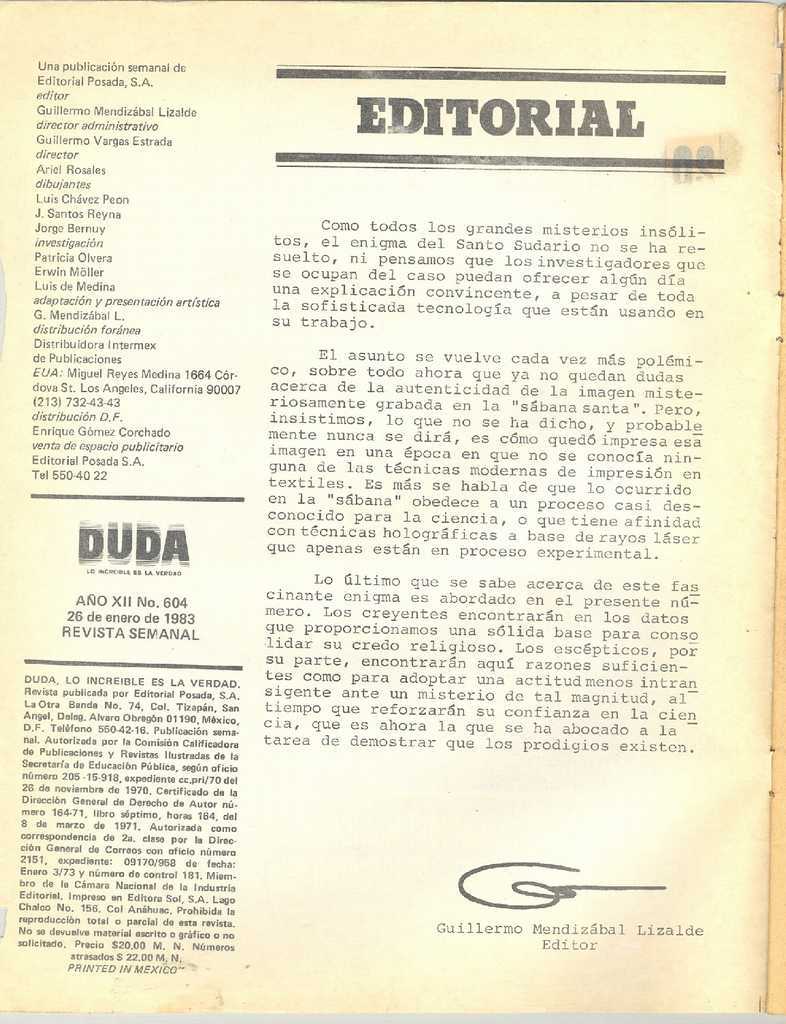 Una publicación semanal de
Editorial Posada, S.A.
editor
Guillermo Mendizábal Lizalde
director administrativo
Guillermo Vargas Estrada
director
Ariel Rosales
dibujantes
Luis Chávez Peon
J. Santos Reyna
Jorge Bernuy
investigación
Patricia Olvera
Erwin Möller
Luis de Medina
adaptación y presentación artística
G. Mendizábal L.
distribución foránea
Distribuidora Intermex
de Publicaciones
EUA: Miguel Reyes Medina 1664 Cór-
dova St. Los Angeles, California 90007
(213) 732-43-43
distribución D.F.
Enrique Gómez Corchado
venta de espacio publicitario
Editorial Posada S.A.
Tel 550-40 22
DUDA
LO INCREIBLE ES LA VERDAD
AÑO XII No. 604
26 de enero de 1983
REVISTA SEMANAL
DUDA, LO INCREIBLE ES LA VERDAD.
Revista publicada por Editorial Posada, S.A.
La Otra Banda No. 74, Col. Tizapán, San
Angel, Deleg. Alvaro Obregón 01190, México,
D.F. Teléfono 550-42-16. Publicación sema-
nal. Autorizada por la Comisión Calificadora
de Publicaciones y Revistas Ilustradas de la
Secretaría de Educación Pública, según oficio
número 205-15-918, expediente cc.pri/70 del
26 de noviembre de 1970. Certificado de la
Dirección General de Derecho de Autor nú-
mero 164-71, libro séptimo, horas 164, del
8 de marzo de 1971. Autorizada como
correspondencia de 2a. clase por la Direc-
ción General de Correos con oficio número
2151, expediente: 09170/958 de fecha:
Enero 3/73 y número de control 181. Miem-
bro de la Cámara Nacional de la Industria
Editorial. Impreso en Editora Sol, S.A. Lago
Chalco No. 156, Col Anáhuac. Prohibida la
reproducción total o parcial de esta revista.
No se devuelve material escrito o gráfico o no
solicitado. Precio $20.00 M. N. Números
atrasados $ 22.00 M. N.
PRINTED IN MEXICO
EDITORIAL
Como todos los grandes misterios insóli-
tos, el enigma del Santo Sudario no se ha re-
suelto, ni pensamos que los investigadores que
se ocupan del caso puedan ofrecer algún día
una explicación convincente, a pesar de toda
la sofisticada tecnología que están usando en
su trabajo.
El asunto se vuelve cada vez más polémi-
co, sobre todo ahora que ya no quedan dudas
acerca de la autenticidad de la imagen miste-
riosamente grabada en la "sábana santa". Pero,
insistimos, lo que no se ha dicho, y probable
mente nunca se dirá, es cómo quedó impresa esa
imagen en una época en que no se conocía nin-
guna de las técnicas modernas de impresión en
textiles. Es más se habla de que lo ocurrido
en la "sábana" obedece a un proceso casi des-
conocido para la ciencia, o que tiene afinidad
con técnicas holográficas a base de rayos láser
que apenas están en proceso experimental.
Lo último que se sabe acerca de este fas
cinante enigma es abordado en el presente nú-
mero. Los creyentes encontrarán en los datos
que proporcionamos una sólida base para conso
lidar su credo religioso. Los escépticos, por
su parte, encontrarán aquí razones suficien-
tes como para adoptar una actitud menos intran
sigente ante un misterio de tal magnitud, al
tiempo que reforzarán su confianza en la cien
cia, que es ahora la que se ha abocado a la
tarea de demostrar que los prodigios existen.
Guillermo Mendizábal Lizalde
Editor